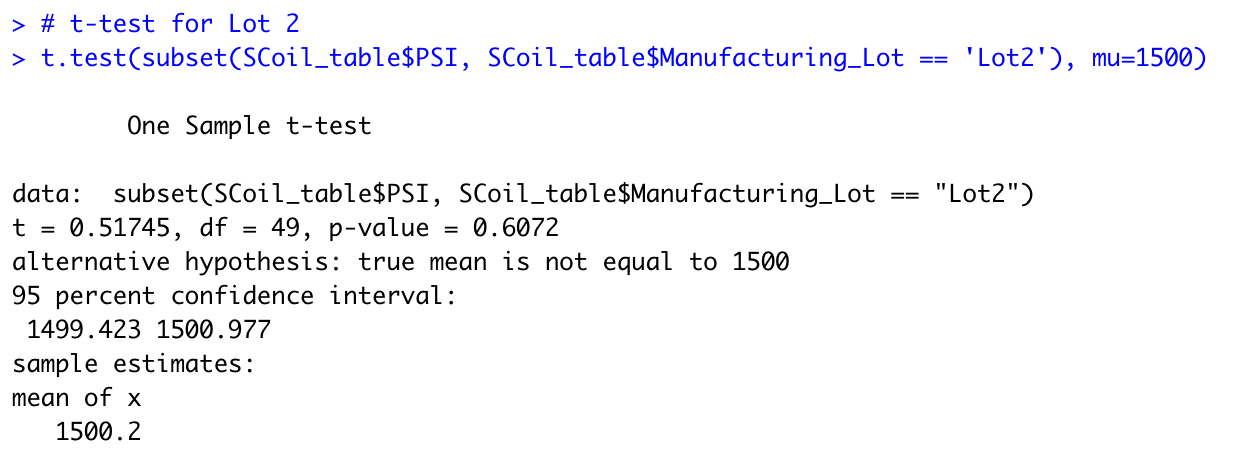 > # t-test for Lot 2
> t.test(subset(SCoil_table$PSI, SCoil_table$Manufacturing_Lot == 'Lot2'), mu=1500)
One Sample t-test
data:  subset(SCoil_table$PSI, SCoil_table$Manufacturing_Lot == "Lot2")
t = 0.51745, df = 49, p-value = 0.6072
alternative hypothesis: true mean is not equal to 1500
95 percent confidence interval:
1499.423 1500.977
sample estimates:
mean of x
1500.2